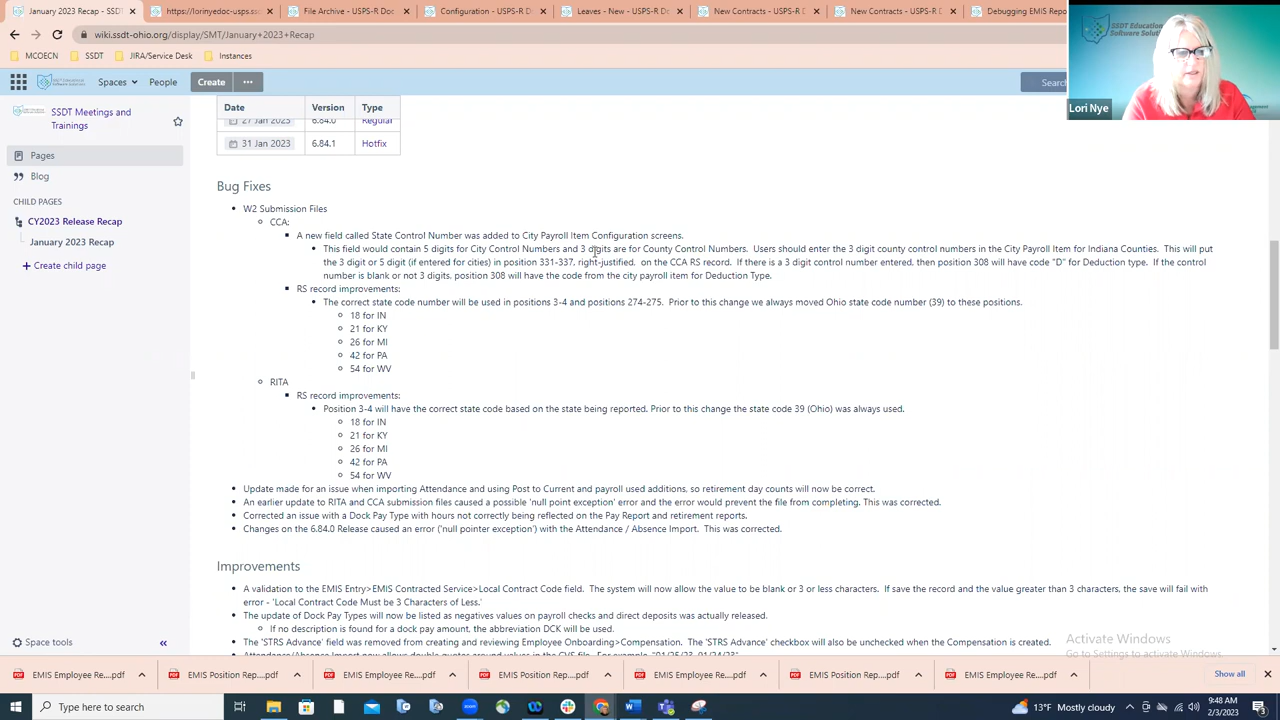 January 2023 Recap - SSDT
https://lorinyedoc-usps.ssdt
File Archive - USPS-R Doc
Configuration - USPS-R D
Leaves - New - USPS-R Do
New Contracts - USPS-R D
New Contracts - USPS-R D
Debugging EMIS Repo
wiki.ssdt-ohio.org/display/SMT/January+2023+Recap
MCOECN
SSDT
JIRA/Service Desk
Instances
SSDT Education
Software Solutio
Lori Nye
Spaces
People
Create
Search
SSDT Meetings and
Trainings
Pages
Blog
CHILD PAGES
CY2023 Release Recap
January 2023 Recap
+ Create child page
Space tools
Date Version Type
27 Jan 2023 6.84.0 Regular
31 Jan 2023 6.84.1 Hotfix
Bug Fixes
W2 Submission Files
CCA:
A new field called State Control Number was added to City Payroll Item Configuration screens.
This field would contain 5 digits for City Control Numbers and 3 digits are for County Control Numbers. Users should enter the 3 digit county control numbers in the City Payroll Item for Indiana Counties. This will put
the 3 digit or 5 digit (if entered for cities) in position 331-337, right-justified, on the CCA RS record. If there is a 3 digit control number entered, then position 308 will have code "D" for Deduction type. If the control
number is blank or not 3 digits, position 308 will have the code from the city payroll item for Deduction Type.
RS record improvements:
The correct state code number will be used in positions 3-4 and positions 274-275. Prior to this change we always moved Ohio state code number (39) to these positions.
18 for IN
21 for KY
26 for MI
42 for PA
54 for WV
RITA
RS record improvements:
Position 3-4 will have the correct state code based on the state being reported. Prior to this change the state code 39 (Ohio) was always used.
18 for IN
21 for KY
26 for MI
42 for PA
54 for WV
Update made for an issue when importing Attendance and using Post to Current and payroll used additions, so retirement day counts will now be correct.
An earlier update to RITA and CCA submission files caused a possible 'null point exception' error and the error would prevent the file from completing. This was corrected.
Corrected an issue with a Dock Pay Type with hours not correctly being reflected on the Pay Report and retirement reports.
Changes on the 6.84.0 Release caused an error ('null pointer exception') with the Attendance / Absence Import. This was corrected.
Improvements
A validation to the EMIS Entry>EMIS Contracted Service>Local Contract Code field. The system will now allow the value to be blank or 3 or less characters. If save the record and the value greater than 3 characters, the save will fail with
error - 'Local Contract Code Must be 3 Characters of Less.'
The update of Dock Pay Types will now be listed as negatives values on payroll checks and direct deposits was actually released.
If no description is found for a dock pay amount, the abbreviation DCK will be used.
The 'STRS Advance' field was removed from creating and reviewing Employee Onboarding>Compensation. The 'STRS Advance' checkbox will also be unchecked when the Compensation is created.
Attendance/Absence Import now allows double quotes around values in the CVS file. For example "01/25/23-01/24/23"
Activate Windows
Go to Settings to activate Windows.
EMIS Employee Re....pdf
EMIS Position Rep....pdf
EMIS Employee Re....pdf
EMIS Position Rep....pdf
EMIS Employee Re....pdf
EMIS Position Rep....pdf
EMIS Employee Re....pdf
Show all
Type here to search
13°F Mostly cloudy
9:48 AM
2/3/2023